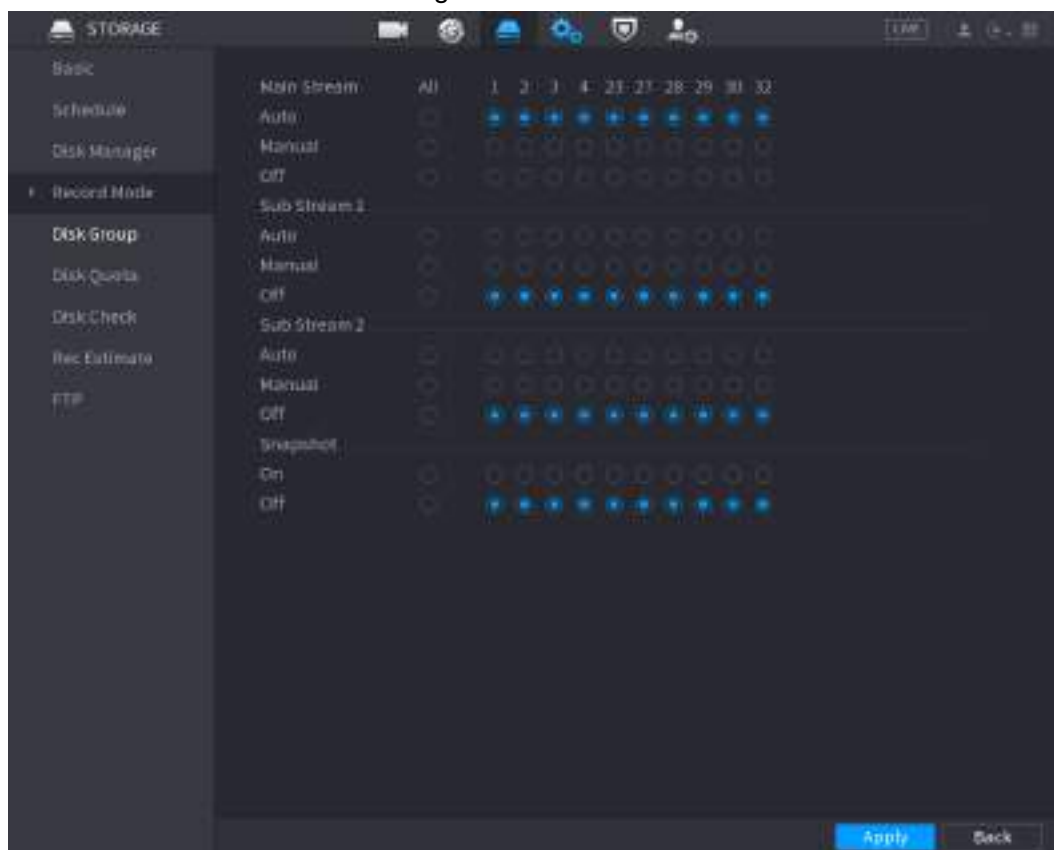 STORAGE
LIVE
Basic
Schedule
Disk Manager
Record Mode
Disk Group
Disk Quota
Disk Check
Rec Estimate
FTP
Main Stream All 1 2 3 4 23 27 28 29 30 32
Auto
Manual
Off
Sub Stream 1
Auto
Manual
Off
Sub Stream 2
Auto
Manual
Off
Snapshot
On
Off
Apply Back